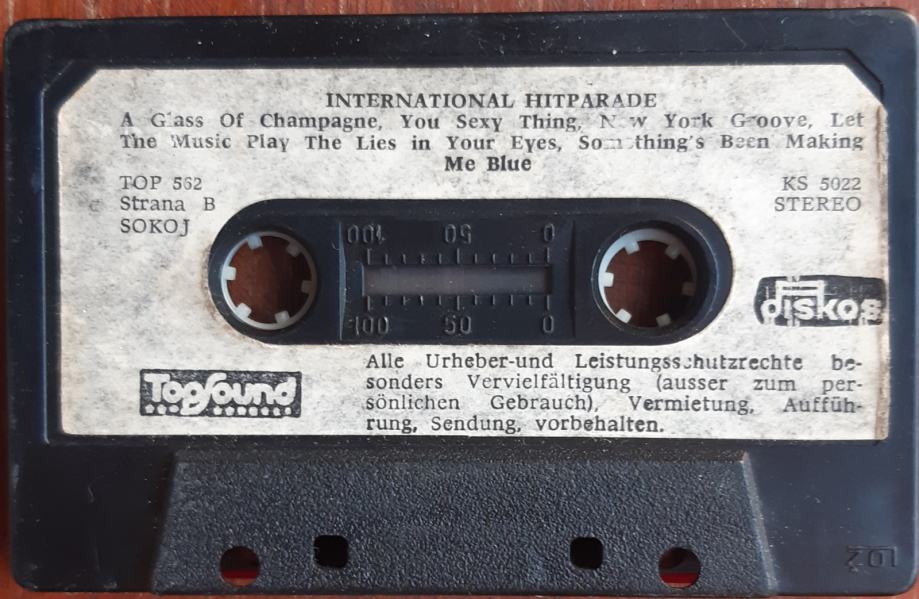 INTERNATIONAL HITPARADE
A Glass Of Champagne, You Sexy Thing, New York Groove, Let
The Music Play The Lies in Your Eyes, Something's Been Making
Me Blue
TOP 562
Strana B
SOKOJ
KS 5022
STEREO
100 50 0
100 50 0
diskos
TopSound
Alle Urheber-und Leistungsschutzrechte be-
sonders Vervielfältigung (ausser zum per-
sönlichen Gebrauch), Vermietung, Auffüh-
rung, Sendung, vorbehalten.